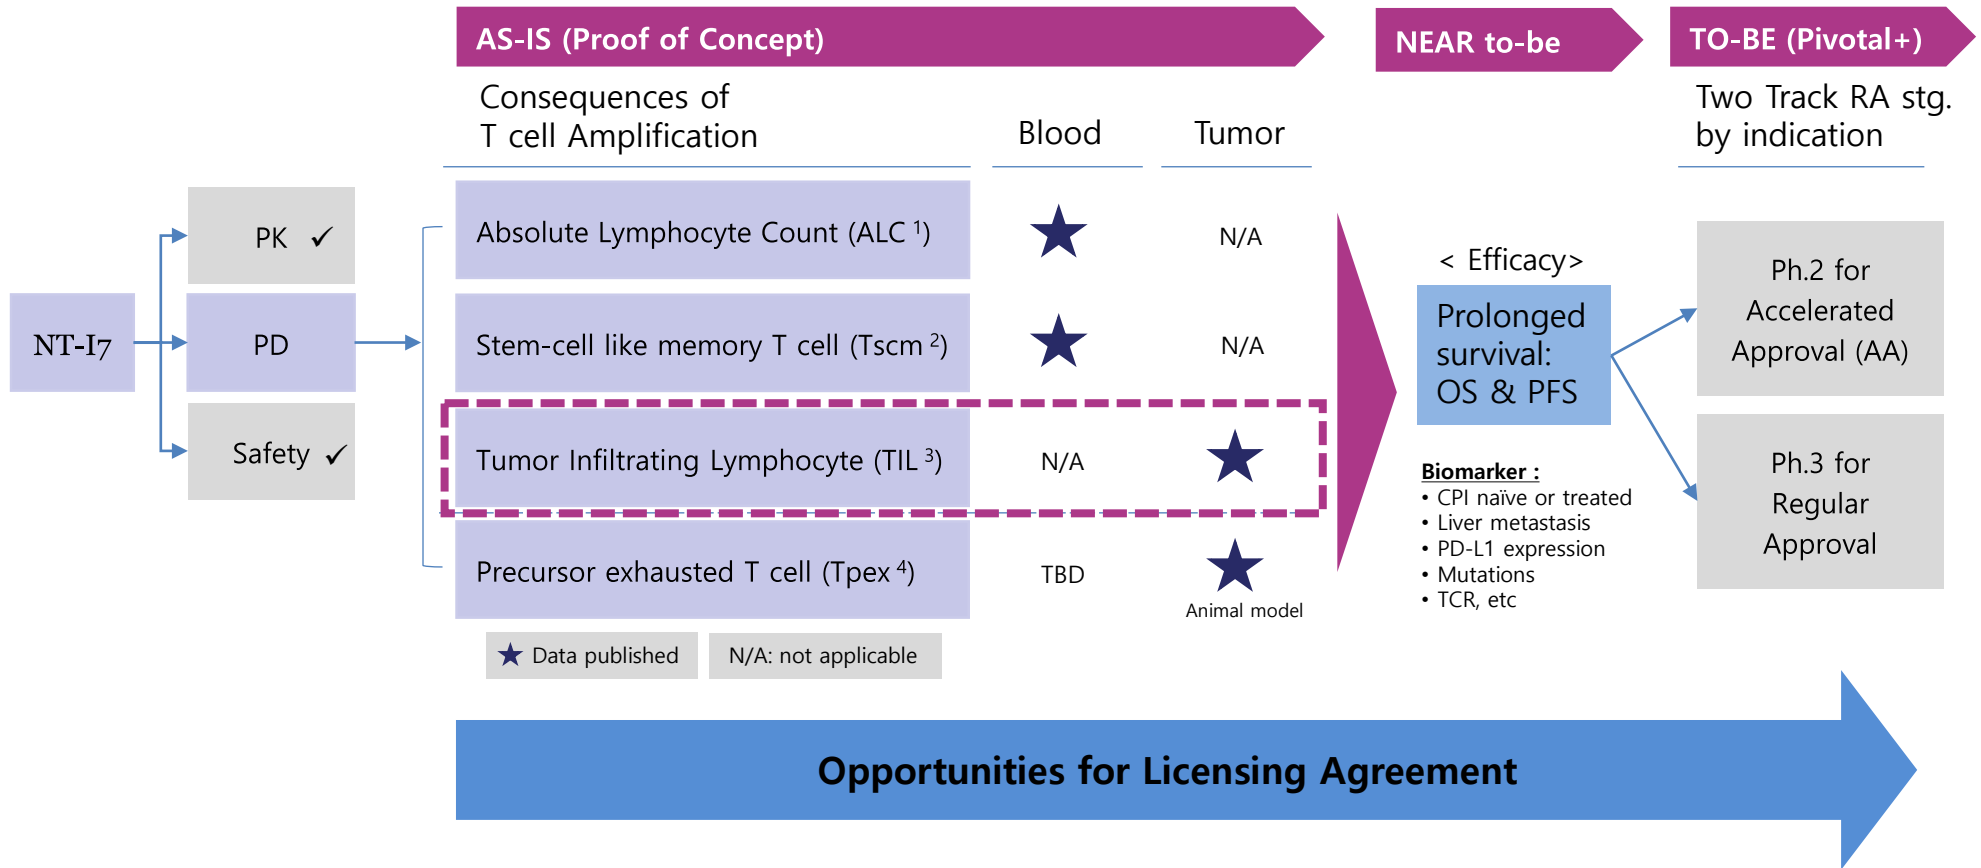 AS-IS (Proof of Concept)
NEAR to-be
TO-BE (Pivotal+)
Consequences of
T cell Amplification
Blood
Tumor
Two Track RA stg.
by indication
NT-I7
PK ✓
PD
Safety ✓
Absolute Lymphocyte Count (ALC 1)
N/A
Stem-cell like memory T cell (Tscm 2)
N/A
Tumor Infiltrating Lymphocyte (TIL 3)
N/A
Precursor exhausted T cell (Tpex 4)
TBD
Animal model
★ Data published
N/A: not applicable
< Efficacy>
Prolonged
survival:
OS & PFS
Biomarker :
• CPI naïve or treated
• Liver metastasis
• PD-L1 expression
• Mutations
• TCR, etc
Ph.2 for
Accelerated
Approval (AA)
Ph.3 for
Regular
Approval
Opportunities for Licensing Agreement